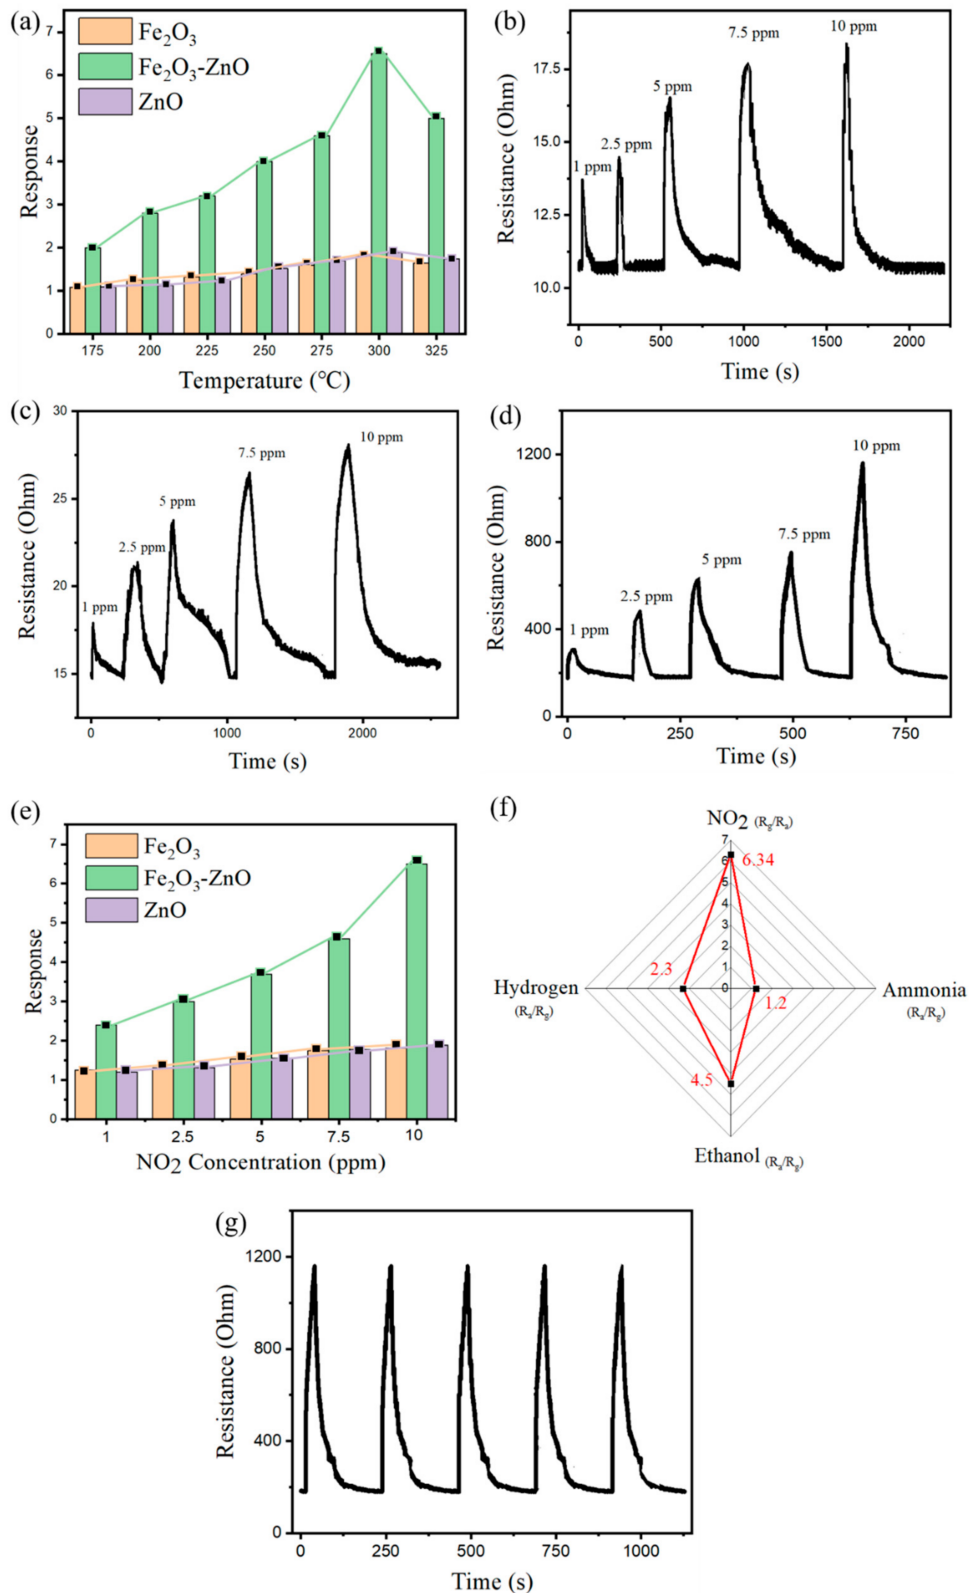 (a)
Fe₂O₃
Fe₂O₃-ZnO
ZnO
Response
7
6
5
4
3
2
1
0
175 200 225 250 275 300 325
Temperature (℃)
(b)
1 ppm
2.5 ppm
5 ppm
7.5 ppm
10 ppm
Resistance (Ohm)
17.5
15.0
12.5
10.0
0 500 1000 1500 2000
Time (s)
(c)
1 ppm
2.5 ppm
5 ppm
7.5 ppm
10 ppm
Resistance (Ohm)
30
25
20
15
0 1000 2000
Time (s)
(d)
1 ppm
2.5 ppm
5 ppm
7.5 ppm
10 ppm
Resistance (Ohm)
1200
800
400
0
0 250 500 750
Time (s)
(e)
Fe₂O₃
Fe₂O₃-ZnO
ZnO
Response
7
6
5
4
3
2
1
0
1 2.5 5 7.5 10
NO2 Concentration (ppm)
(f)
NO2 (Rg/Ra)
7
6.34
5
4
3
2
1
0
2.3
1.2
4.5
Hydrogen
(Ra/Rg)
Ammonia
(Ra/Rg)
Ethanol (Ra/Rg)
(g)
Resistance (Ohm)
1200
800
400
0
0 250 500 750 1000
Time (s)